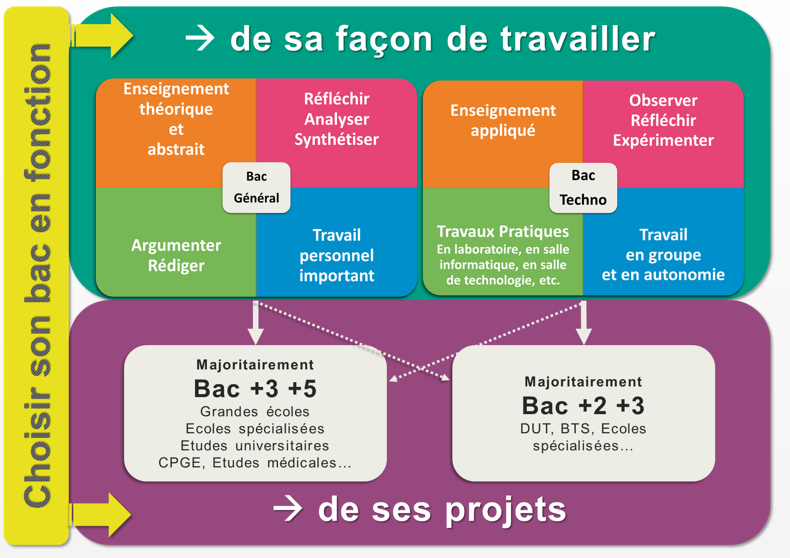 Choisir son bac en fonction
→ de sa façon de travailler
Enseignement
théorique
et
abstrait
Réfléchir
Analyser
Synthétiser
Bac
Général
Argumenter
Rédiger
Travail
personnel
important
Enseignement
appliqué
Observer
Réfléchir
Expérimenter
Bac
Techno
Travaux Pratiques
En laboratoire, en salle
informatique, en salle
de technologie, etc.
Travail
en groupe
et en autonomie
Majoritairement
Bac +3 +5
Grandes écoles
Ecoles spécialisées
Etudes universitaires
CPGE, Etudes médicales...
Majoritairement
Bac +2 +3
DUT, BTS, Ecoles
spécialisées...
→ de ses projets